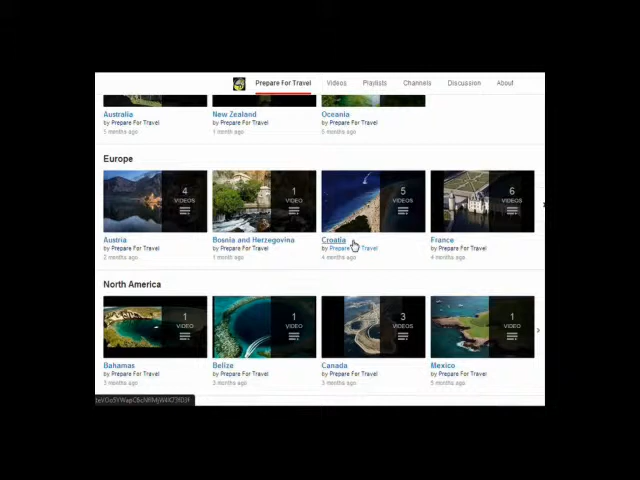 Prepare For Travel Videos Playlists Channels Discussion About
Australia New Zealand Oceania
by Prepare For Travel by Prepare For Travel by Prepare For Travel
5 months ago 1 month ago 5 months ago
Europe
4 VIDEOS 1 VIDEO 5 VIDEOS 6 VIDEOS
Austria Bosnia and Herzegovina Croatia France
by Prepare For Travel by Prepare For Travel by Prepare Travel by Prepare For Travel
2 months ago 1 month ago 4 months ago 4 months ago
North America
1 VIDEO 1 VIDEO 3 VIDEOS 1 VIDEO
Bahamas Belize Canada Mexico
by Prepare For Travel by Prepare For Travel by Prepare For Travel by Prepare For Travel
3 months ago 3 months ago 3 months ago 5 months ago